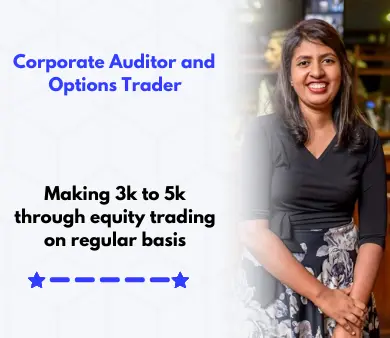 Corporate Auditor and
Options Trader
Making 3k to 5k
through equity trading
on regular basis